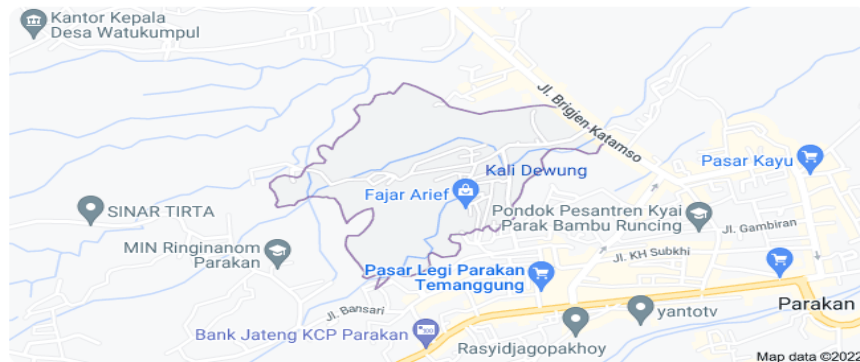 Kantor Kepala
Desa Watukumpul
Jl. Brigjen Katamso
Pasar Kayu
Kali Dewung
Fajar Arief
SINAR TIRTA
Pondok Pesantren Kyai
Parak Bambu Runcing
Jl. Gambiran
MIN Ringinanom
Parakan
Jl. KH Subkhi
Pasar Legi Parakan
Temanggung
Jl. Bansari
Parakan
yantotv
Bank Jateng KCP Parakan
Rasyidjagopakhoy
Map data ©2022